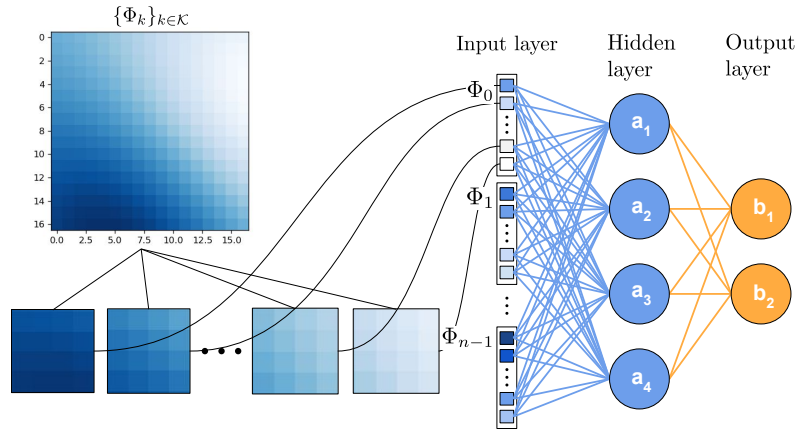 {Φ_k}_{k∈𝒦}
0
2
4
6
8
10
12
14
16
0.0 2.5 5.0 7.5 10.0 12.5 15.0
Input layer
Hidden
layer
Output
layer
Φ_0
Φ_1
Φ_{n−1}
a_1
a_2
a_3
a_4
b_1
b_2